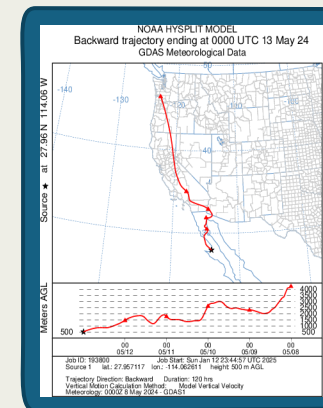 NOAA HYSPLIT MODEL
Backward trajectory ending at 0000 UTC 13 May 24
GDAS Meteorological Data
Source ★ at 27.96 N 114.06 W
-140
-130
-120
-110
50
40
30
Meters AGL
500
4000
3500
3000
2500
2000
1500
1000
500
00 00 00 00 00
05/12 05/11 05/10 05/09 05/08
Job ID: 193800 Job Start: Sun Jan 12 23:44:57 UTC 2025
Source 1 lat.: 27.957117 lon.: -114.062611 height: 500 m AGL
Trajectory Direction: Backward Duration: 120 hrs
Vertical Motion Calculation Method: Model Vertical Velocity
Meteorology: 0000Z 8 May 2024 - GDAS1